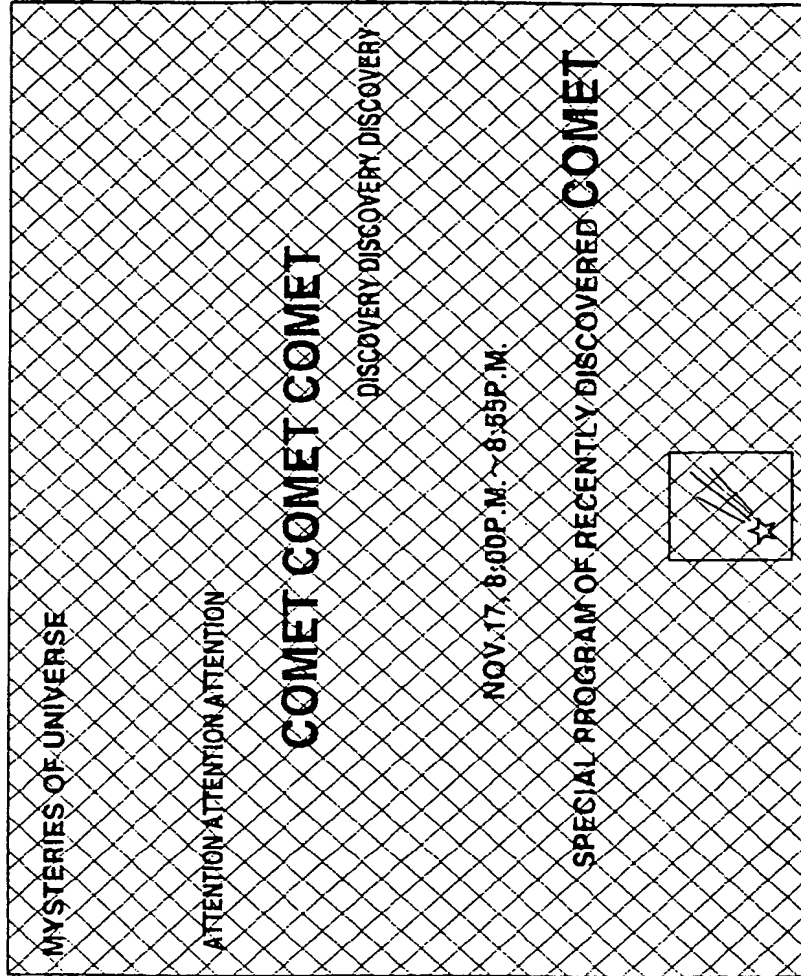 MYSTERIES OF UNIVERSE
ATTENTION ATTENTION ATTENTION
COMET COMET COMET
DISCOVERY DISCOVERY DISCOVERY
NOV.17, 8:00P.M.~8:55P.M.
SPECIAL PROGRAM OF RECENTLY DISCOVERED COMET